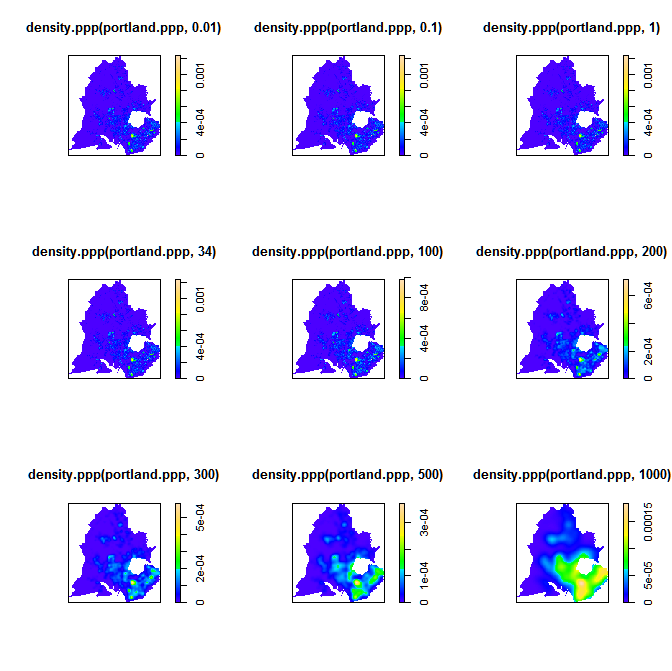 density.ppp(portland.ppp, 0.01)
density.ppp(portland.ppp, 0.1)
density.ppp(portland.ppp, 1)
0 4e-04 0.001
0 4e-04 0.001
0 4e-04 0.001
density.ppp(portland.ppp, 34)
density.ppp(portland.ppp, 100)
density.ppp(portland.ppp, 200)
0 4e-04 0.001
0 4e-04 8e-04
0 2e-04 6e-04
density.ppp(portland.ppp, 300)
density.ppp(portland.ppp, 500)
density.ppp(portland.ppp, 1000)
0 2e-04 5e-04
0 1e-04 3e-04
0 5e-05 0.00015